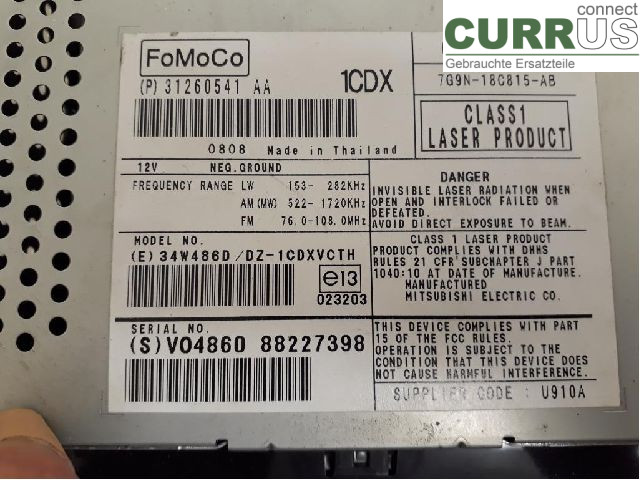 connect
CURRUS
Gebrauchte Ersatzteile
FoMoCo
(P) 31260541 AA
1CDX
7G9N-18C815-AB
CLASS1
LASER PRODUCT
0808 Made in Thailand
12V NEG.GROUND
FREQUENCY RANGE LW 153- 282KHz
AM(MW) 522-1720KHz
FM 76.0-108.0MHz
DANGER
INVISIBLE LASER RADIATION WHEN
OPEN AND INTERLOCK FAILED OR
DEFEATED.
AVOID DIRECT EXPOSURE TO BEAM.
MODEL NO.
(E) 34W486D/DZ-1CDXVCTH
e13
023203
CLASS 1 LASER PRODUCT
PRODUCT COMPLIES WITH DHHS
RULES 21 CFR SUBCHAPTER J PART
1040:10 AT DATE OF MANUFACTURE.
MANUFACTURED
MITSUBISHI ELECTRIC CO.
SERIAL NO.
(S)VO486D 88227398
THIS DEVICE COMPLIES WITH PART
15 OF THE FCC RULES.
OPERATION IS SUBJECT TO THE
CONDITION THAT THIS DEVICE DOES
NOT CAUSE HARMFUL INTERFERENCE
SUPPLIER CODE : U910A